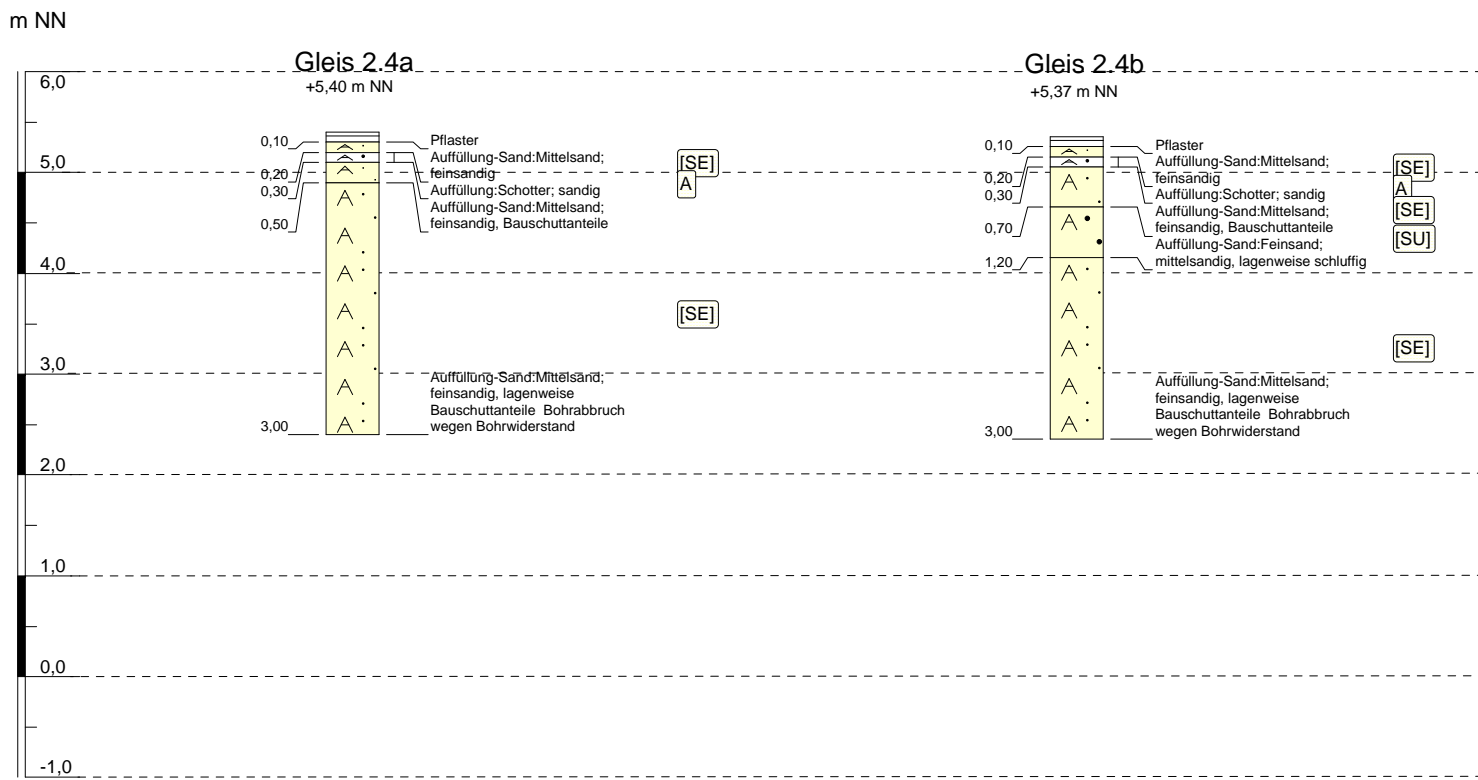 m NN
6,0
5,0
4,0
3,0
2,0
1,0
0,0
-1,0
Gleis 2.4a
+5,40 m NN
0,10
0,20
0,30
0,50
3,00
Pflaster
Auffüllung-Sand:Mittelsand;
feinsandig
Auffüllung:Schotter; sandig
Auffüllung-Sand:Mittelsand;
feinsandig, Bauschuttanteile
Auffüllung-Sand:Mittelsand;
feinsandig, lagenweise
Bauschuttanteile Bohrabbruch
wegen Bohrwiderstand
[SE]
A
[SE]
Gleis 2.4b
+5,37 m NN
0,10
0,20
0,30
0,70
1,20
3,00
Pflaster
Auffüllung-Sand:Mittelsand;
feinsandig
Auffüllung:Schotter; sandig
Auffüllung-Sand:Mittelsand;
feinsandig, Bauschuttanteile
Auffüllung-Sand:Feinsand;
mittelsandig, lagenweise schluffig
Auffüllung-Sand:Mittelsand;
feinsandig, lagenweise
Bauschuttanteile Bohrabbruch
wegen Bohrwiderstand
[SE]
A
[SE]
[SU]
[SE]